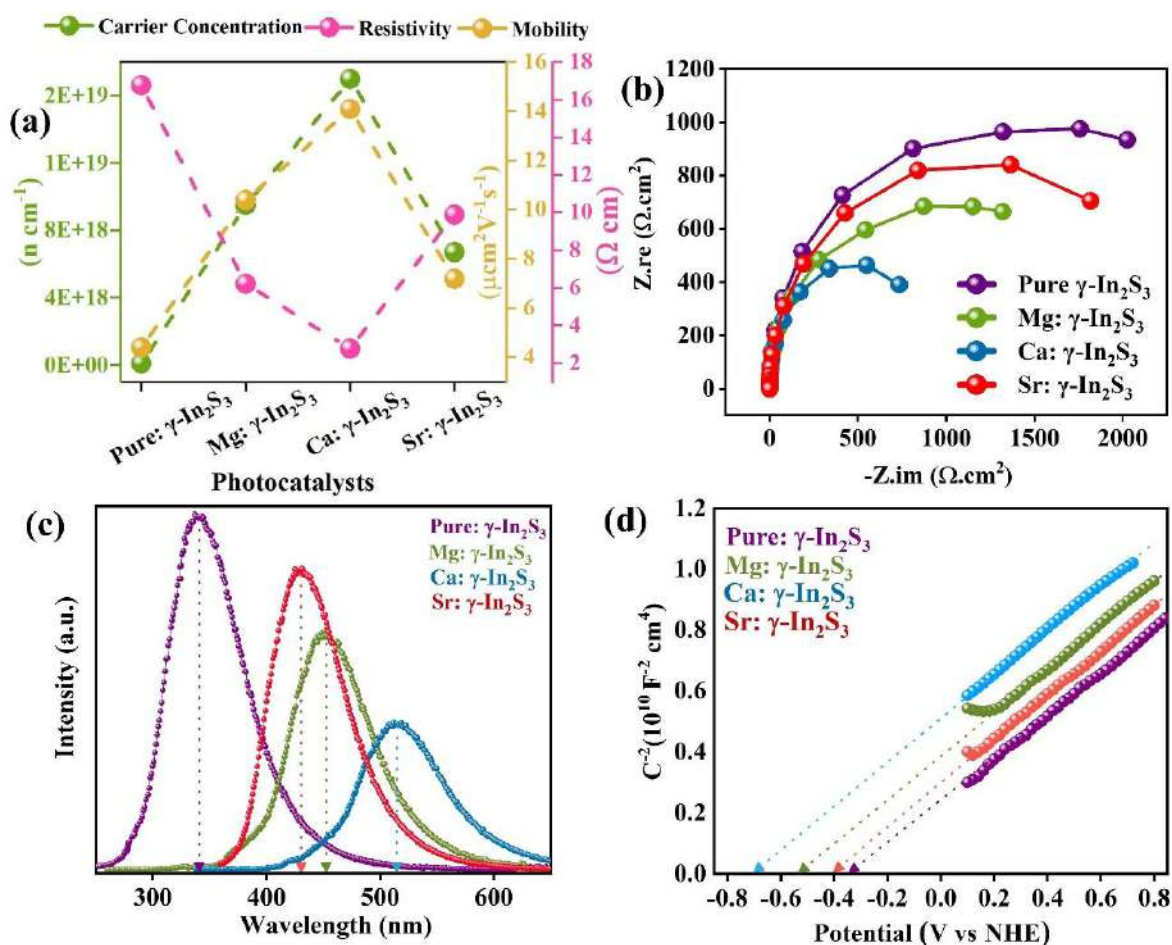 Carrier Concentration Resistivity Mobility
(a)
2E+19
1E+19
8E+18
4E+18
0E+00
(n cm⁻¹)
16
14
12
10
8
6
4
(μcm²V⁻¹s⁻¹)
18
16
14
12
10
8
6
4
2
(Ω cm)
Pure: γ-In₂S₃
Mg: γ-In₂S₃
Ca: γ-In₂S₃
Sr: γ-In₂S₃
Photocatalysts
(b)
1200
1000
800
600
400
200
0
Z.re (Ω.cm²)
Pure γ-In₂S₃
Mg: γ-In₂S₃
Ca: γ-In₂S₃
Sr: γ-In₂S₃
0 500 1000 1500 2000
-Z.im (Ω.cm²)
(c)
Pure: γ-In₂S₃
Mg: γ-In₂S₃
Ca: γ-In₂S₃
Sr: γ-In₂S₃
Intensity (a.u.)
300 400 500 600
Wavelength (nm)
(d)
1.2
1.0
0.8
0.6
0.4
0.2
0.0
C⁻²(10¹⁰ F⁻² cm⁴)
Pure: γ-In₂S₃
Mg: γ-In₂S₃
Ca: γ-In₂S₃
Sr: γ-In₂S₃
-0.8 -0.6 -0.4 -0.2 0.0 0.2 0.4 0.6 0.8
Potential (V vs NHE)